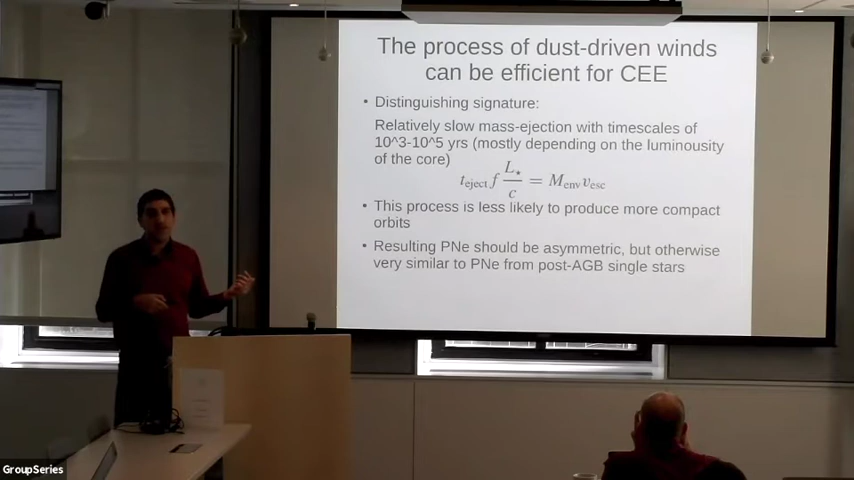 The process of dust-driven winds
can be efficient for CEE
• Distinguishing signature:
Relatively slow mass-ejection with timescales of
10^3-10^5 yrs (mostly depending on the luminousity
of the core)
t_eject f L⋆/c = M_env v_esc
• This process is less likely to produce more compact
orbits
• Resulting PNe should be asymmetric, but otherwise
very similar to PNe from post-AGB single stars
GroupSeries